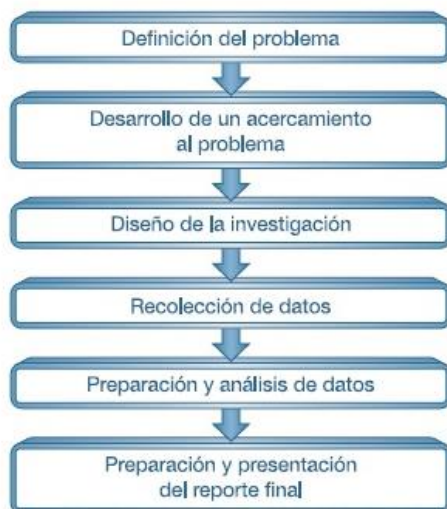 Definición del problema
Desarrollo de un acercamiento
al problema
Diseño de la investigación
Recolección de datos
Preparación y análisis de datos
Preparación y presentación
del reporte final